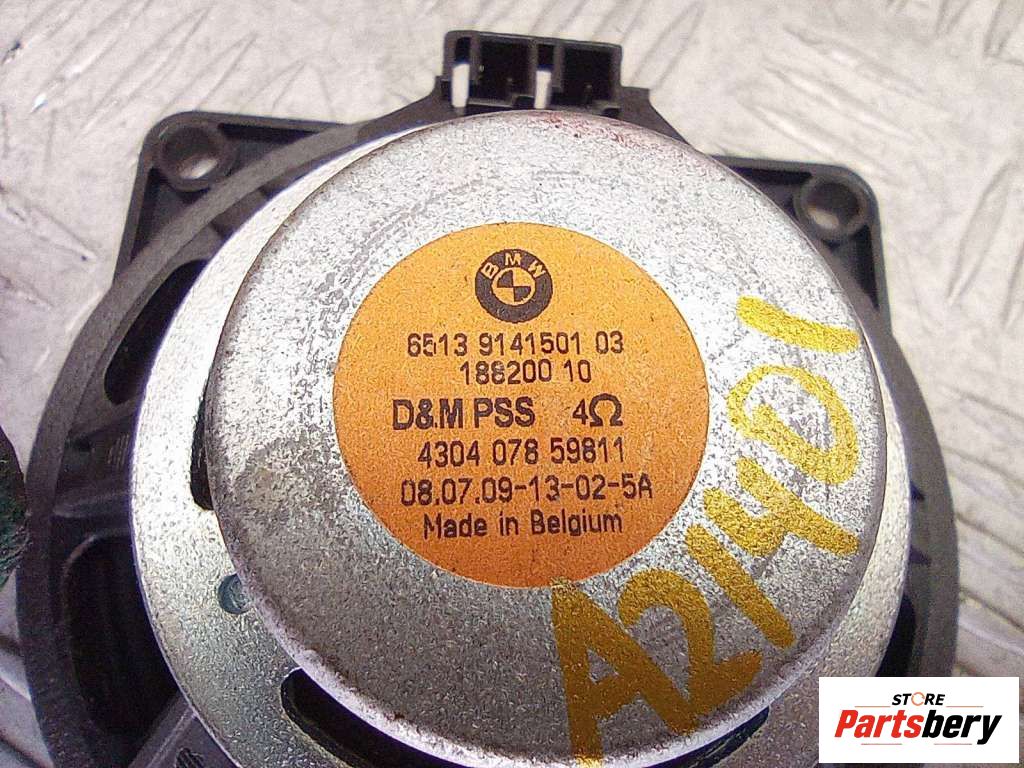 BMW
6513 9141501 03
188200 10
D&M PSS 4Ω
4304 078 59811
08.07.09-13-02-5A
Made in Belgium
A21401
STORE
Partsbery